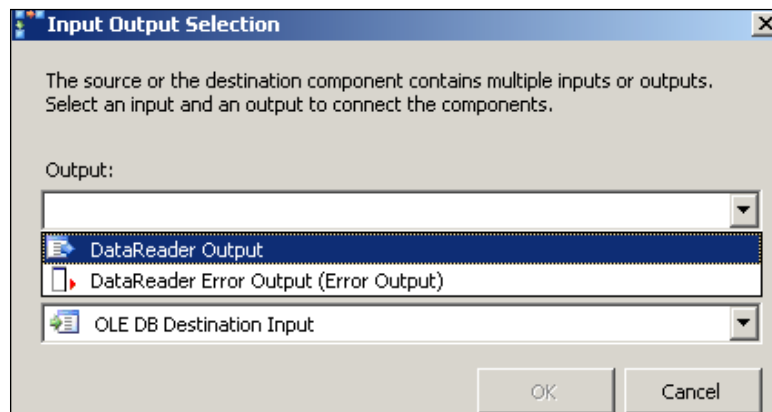 Input Output Selection
The source or the destination component contains multiple inputs or outputs.
Select an input and an output to connect the components.
Output:
DataReader Output
DataReader Error Output (Error Output)
OLE DB Destination Input
OK
Cancel